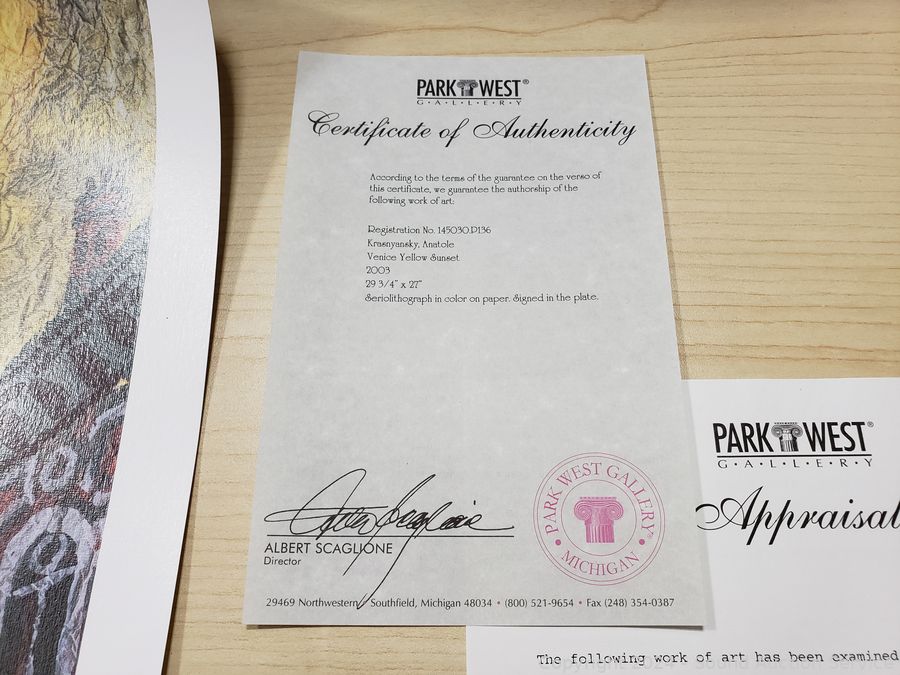 PARK WEST®
G·A·L·L·E·R·Y
Certificate of Authenticity
According to the terms of the guarantee on the verso of
this certificate, we guarantee the authorship of the
following work of art:
Registration No. 145030.P136
Krasnyansky, Anatole
Venice Yellow Sunset
2003
29 3/4" x 27"
Seriolithograph in color on paper. Signed in the plate.
ALBERT SCAGLIONE
Director
PARK WEST GALLERY®
• MICHIGAN •
29469 Northwestern Southfield, Michigan 48034 • (800) 521-9654 • Fax (248) 354-0387
PARK WEST®
G·A·L·L·E·R·Y
Appraisal
The following work of art has been examined